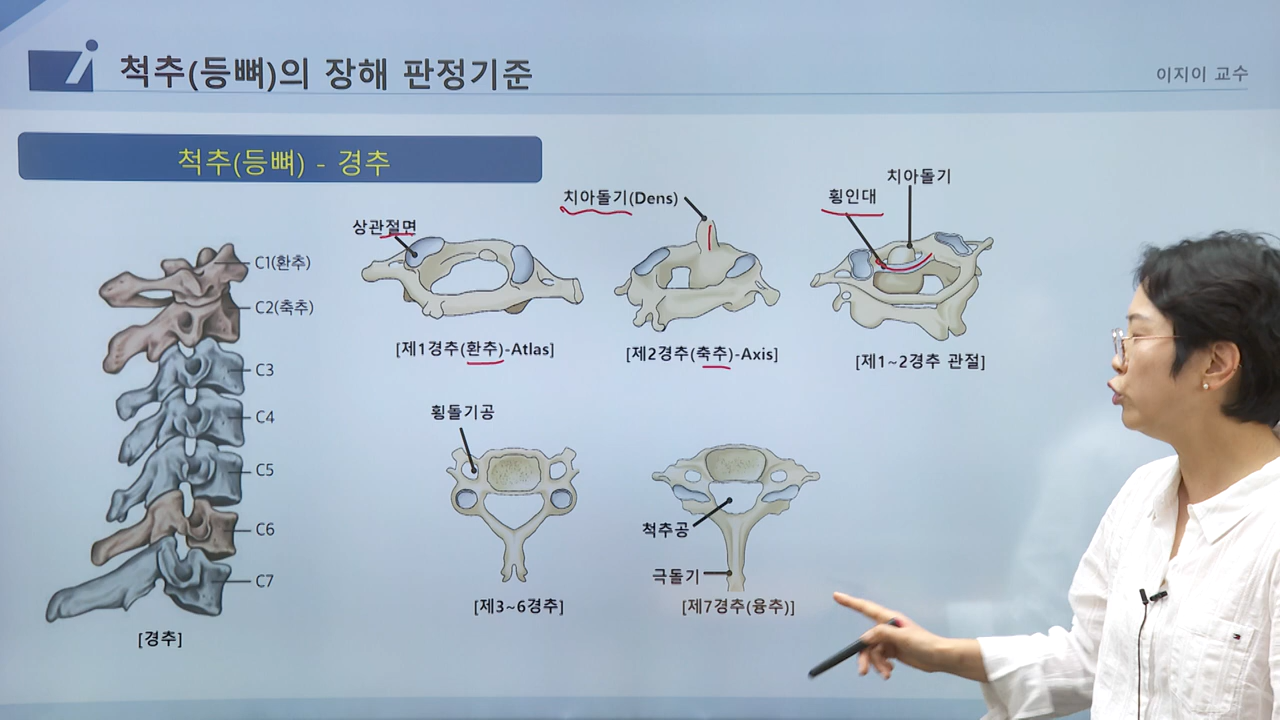 척추(등뼈)의 장해 판정기준
이지이 교수
척추(등뼈) - 경추
C1(환추)
C2(축추)
C3
C4
C5
C6
C7
[경추]
상관절면
[제1경추(환추)-Atlas]
치아돌기(Dens)
[제2경추(축추)-Axis]
횡인대
치아돌기
[제1~2경추 관절]
횡돌기공
[제3~6경추]
척추공
극돌기
[제7경추(융추)]